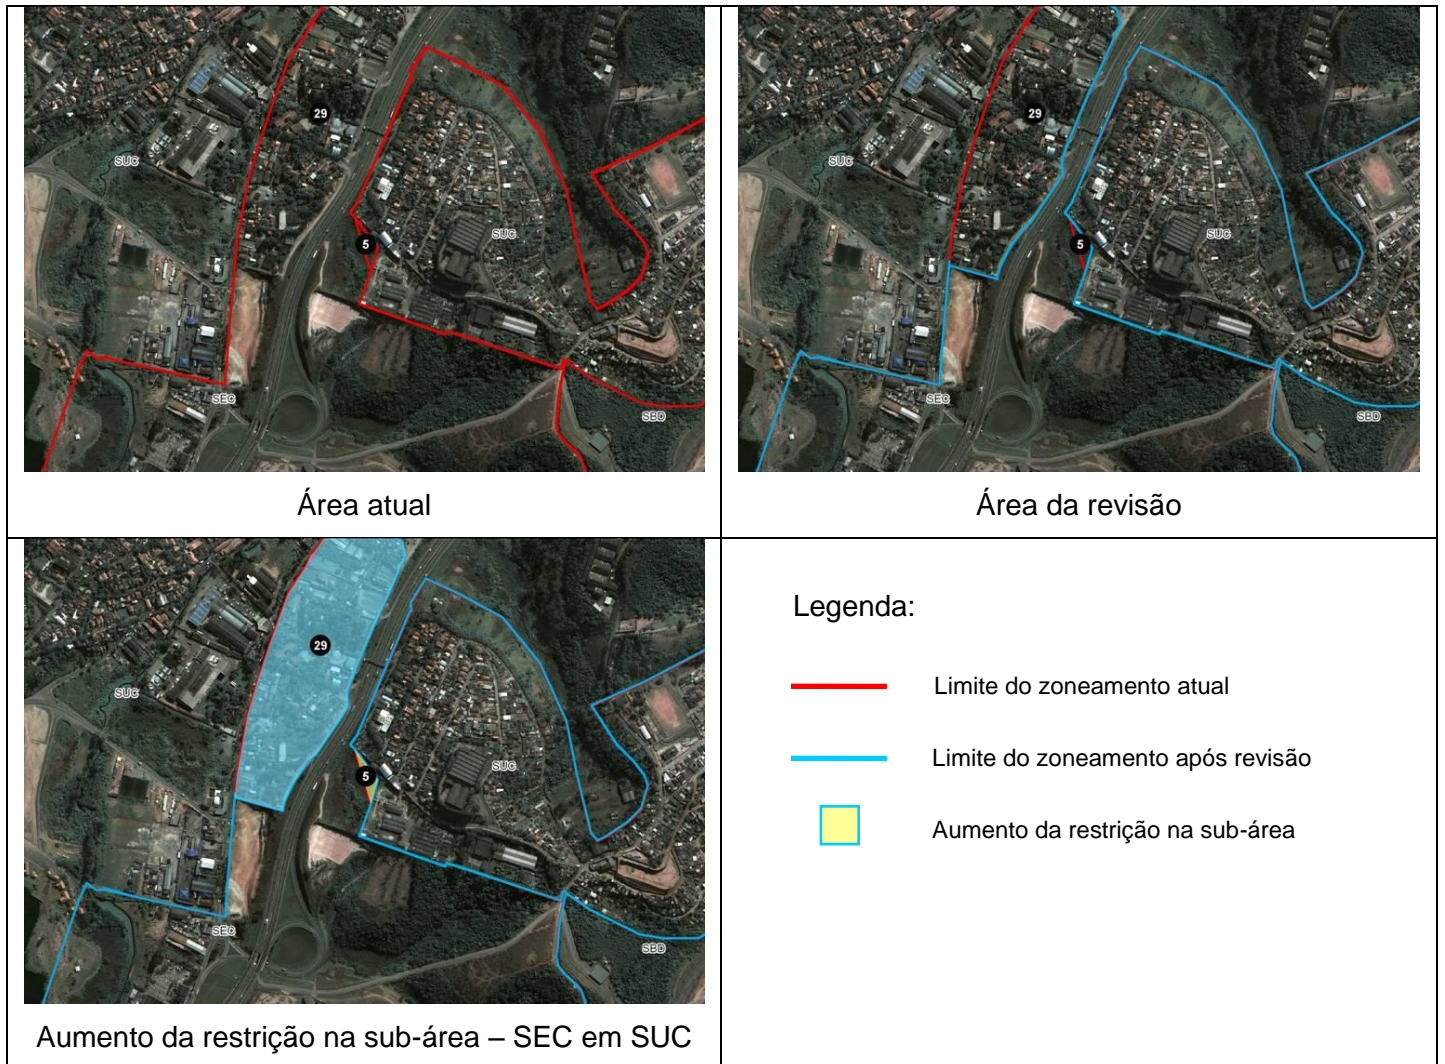 29
SUC
5
SUC
SEC
SBD
Área atual
29
SUC
5
SUC
SEC
SBD
Área da revisão
29
SUC
5
SUC
SEC
SBD
Aumento da restrição na sub-área – SEC em SUC
Legenda:
Limite do zoneamento atual
Limite do zoneamento após revisão
Aumento da restrição na sub-área